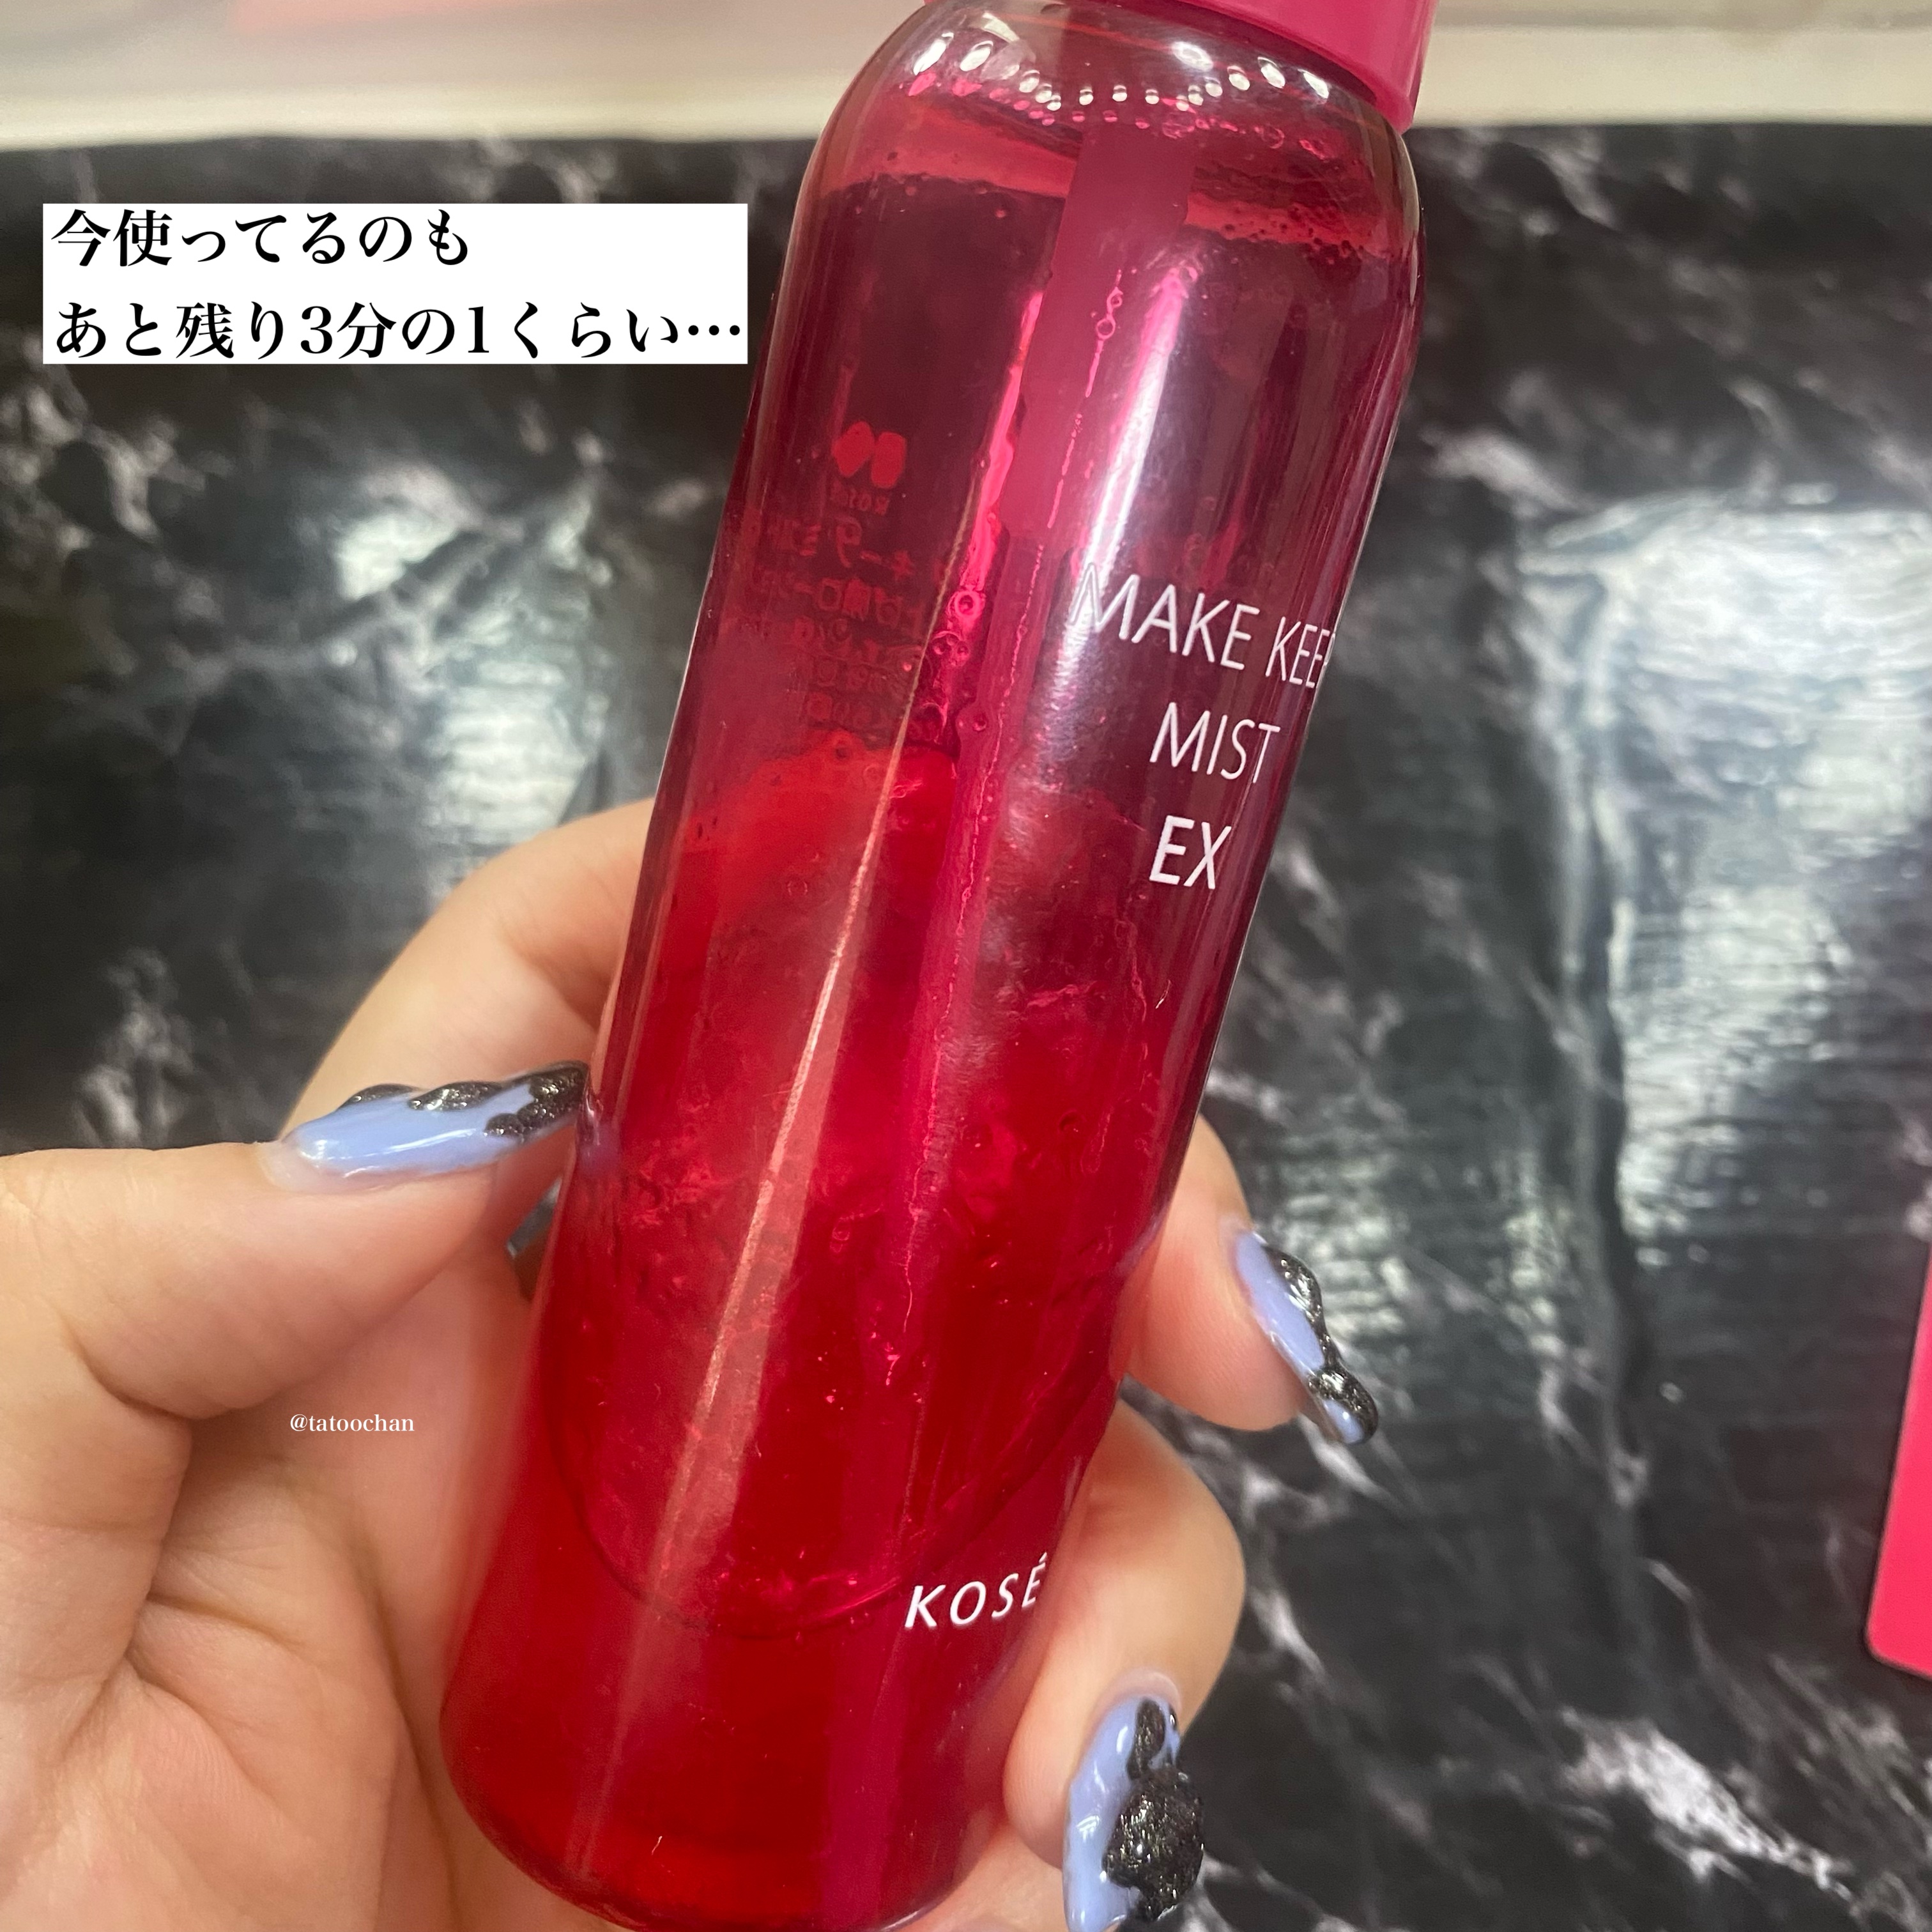 今使ってるのも
あと残り3分の1くらい…
MAKE KEEP
MIST
EX
@tatoochan
KOSÉ